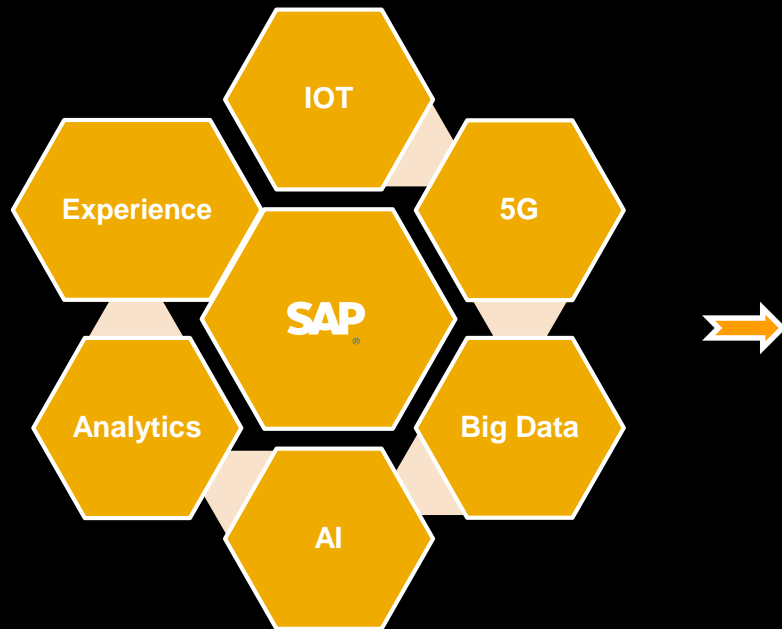 IOT
Experience
5G
SAP
®
Analytics
Big Data
AI